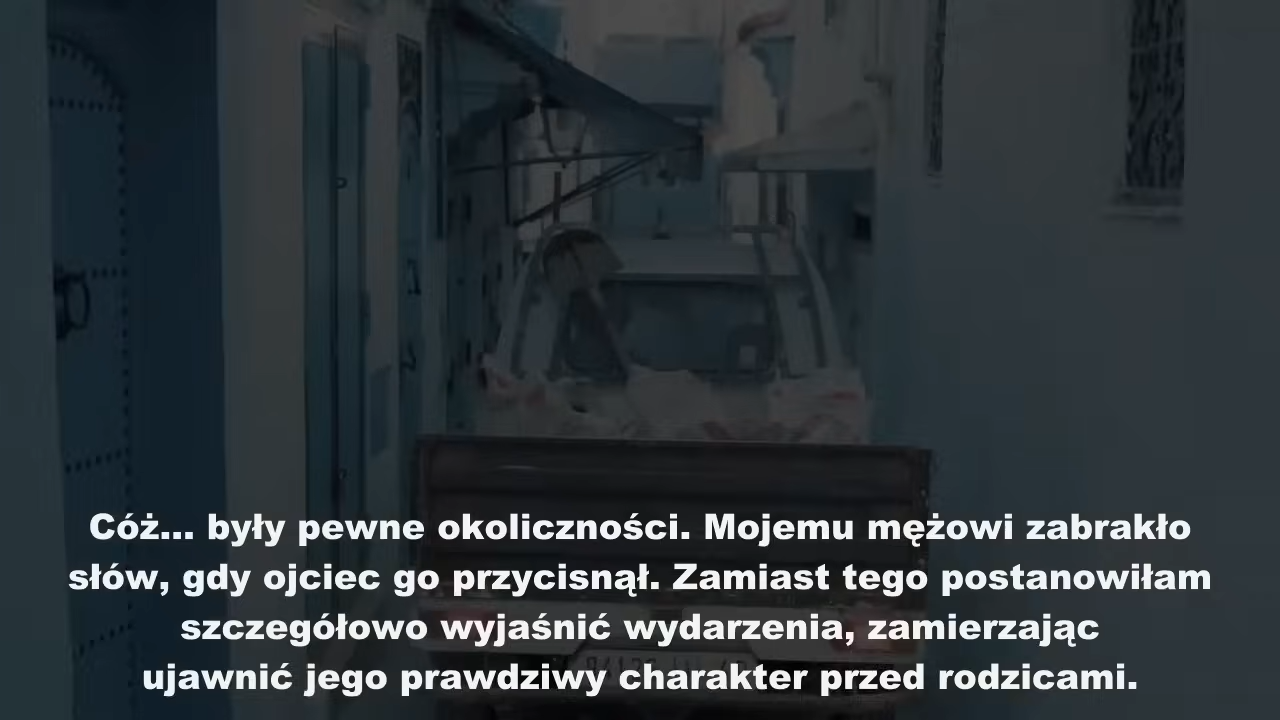 Cóż... były pewne okoliczności. Mojemu mężowi zabrakło
słów, gdy ojciec go przycisnął. Zamiast tego postanowiłam
szczegółowo wyjaśnić wydarzenia, zamierzając
ujawnić jego prawdziwy charakter przed rodzicami.